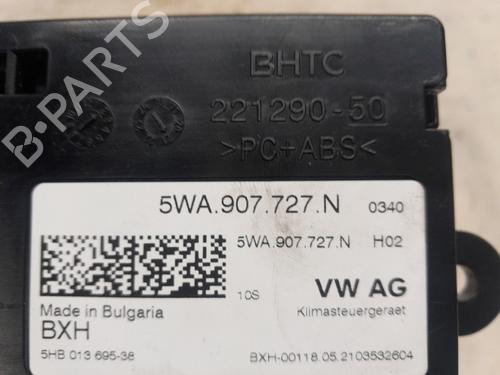 BHTC
221290-50
>PC+ABS<
5WA.907.727.N 0340
5WA.907.727.N H02
10S VW AG
Made in Bulgaria
BXH Klimasteuergeraet
5HB 013 695-38 BXH-00118.05.2103532604